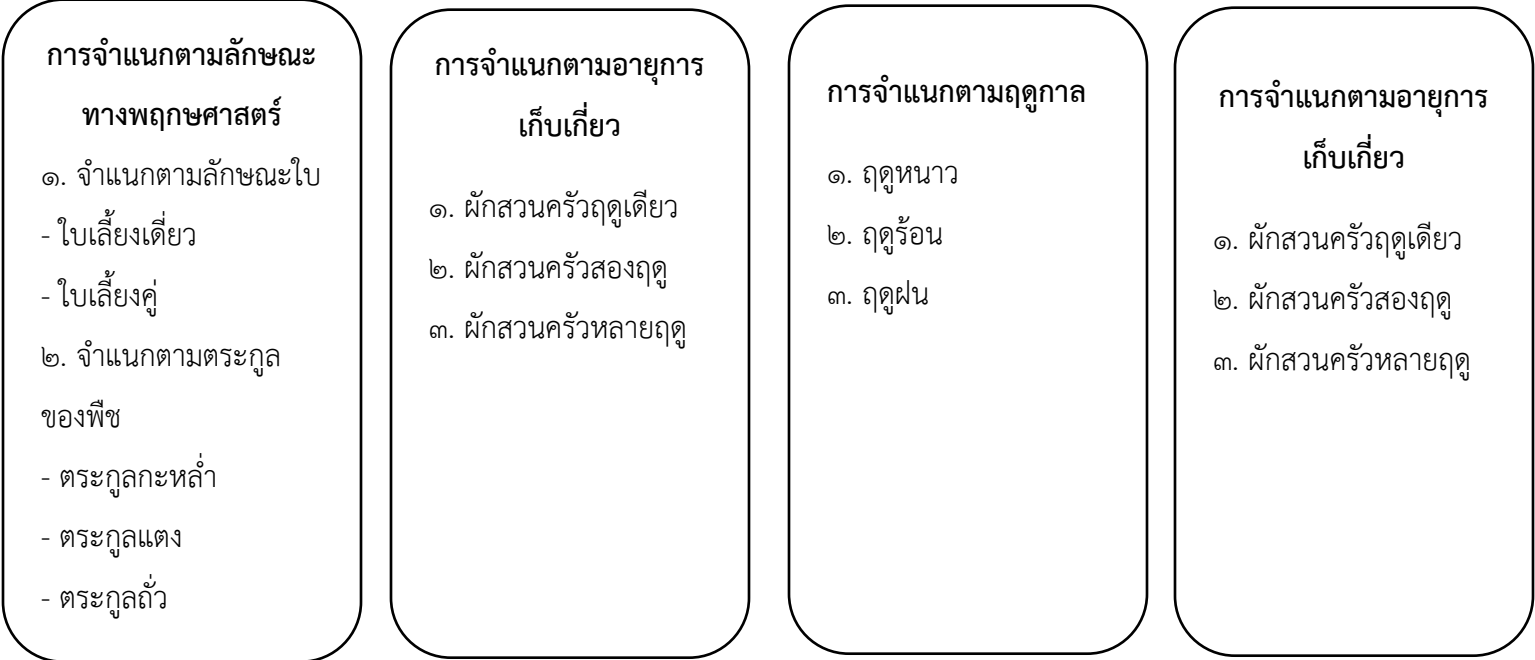 การจำแนกตามลักษณะ
ทางพฤกษศาสตร์
๑. จำแนกตามลักษณะใบ
- ใบเลี้ยงเดี่ยว
- ใบเลี้ยงคู่
๒. จำแนกตามตระกูล
ของพืช
- ตระกูลกะหล่ำ
- ตระกูลแตง
- ตระกูลถั่ว
การจำแนกตามอายุการ
เก็บเกี่ยว
๑. ผักสวนครัวฤดูเดียว
๒. ผักสวนครัวสองฤดู
๓. ผักสวนครัวหลายฤดู
การจำแนกตามฤดูกาล
๑. ฤดูหนาว
๒. ฤดูร้อน
๓. ฤดูฝน
การจำแนกตามอายุการ
เก็บเกี่ยว
๑. ผักสวนครัวฤดูเดียว
๒. ผักสวนครัวสองฤดู
๓. ผักสวนครัวหลายฤดู